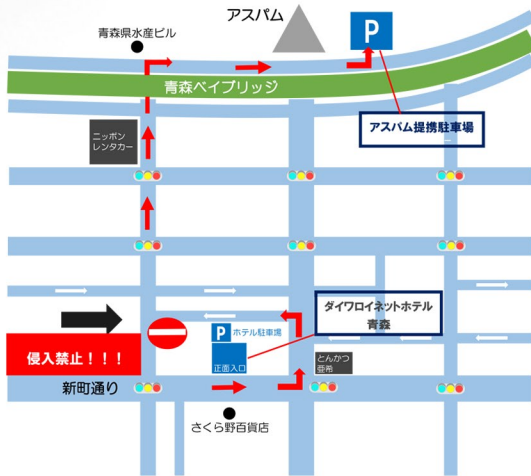 アスパム
青森県水産ビル
P
青森ベイブリッジ
アスパム提携駐車場
ニッポン
レンタカー
ダイワロイネットホテル
青森
P ホテル駐車場
侵入禁止！！！
正面入口
とんかつ
亜希
新町通り
さくら野百貨店